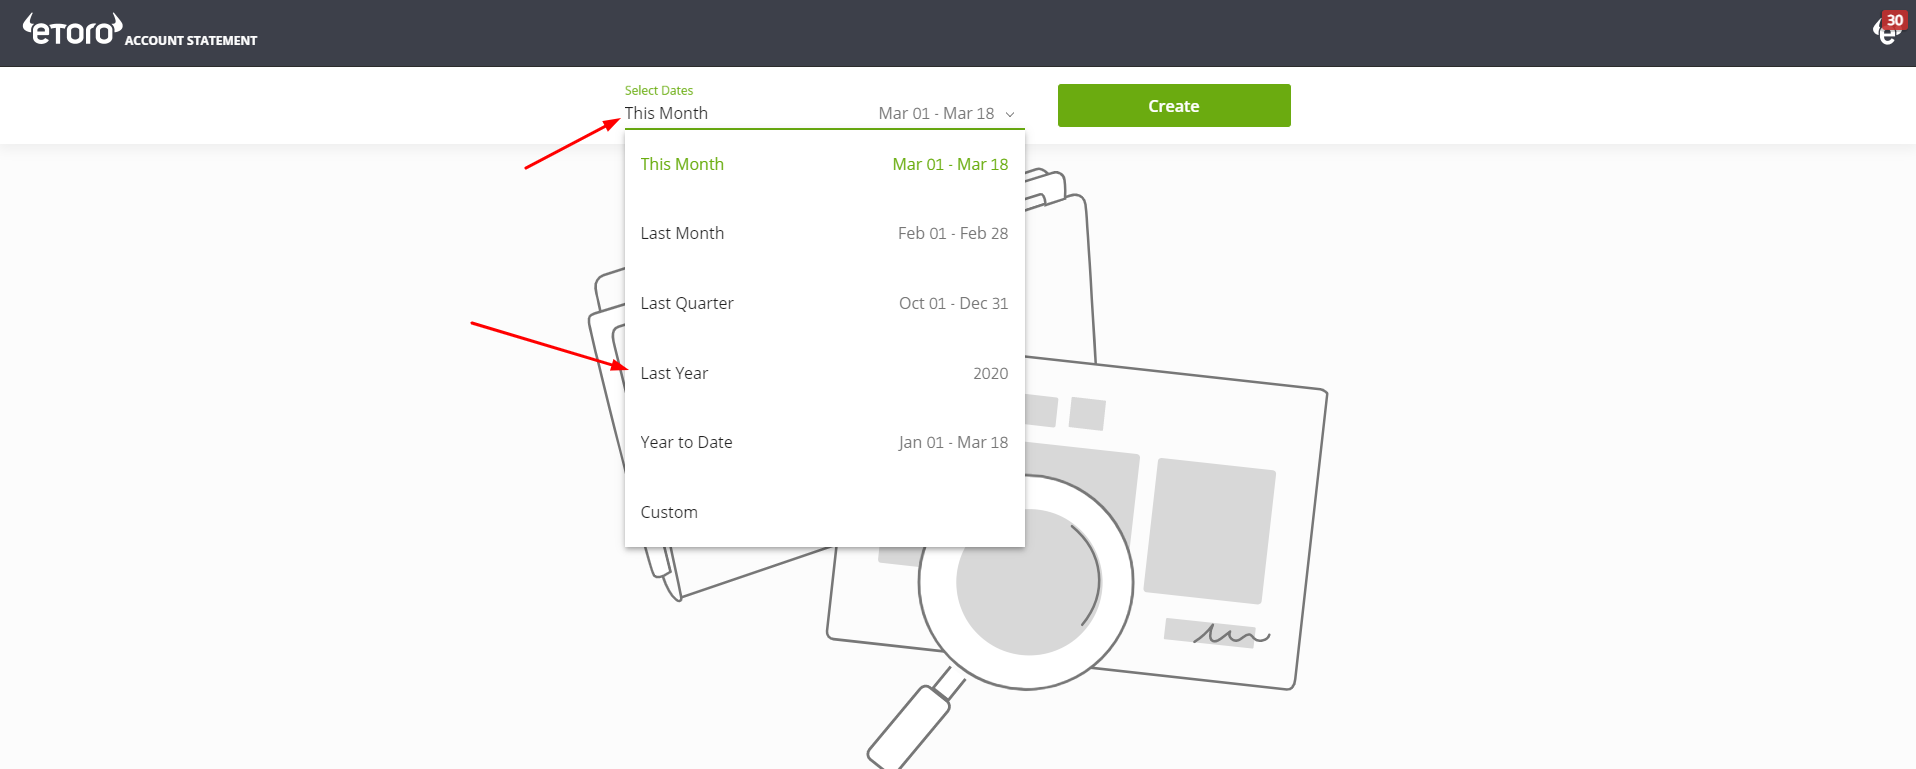 etoro ACCOUNT STATEMENT
e 30
Select Dates
This Month Mar 01 - Mar 18
Create
This Month Mar 01 - Mar 18
Last Month Feb 01 - Feb 28
Last Quarter Oct 01 - Dec 31
Last Year 2020
Year to Date Jan 01 - Mar 18
Custom